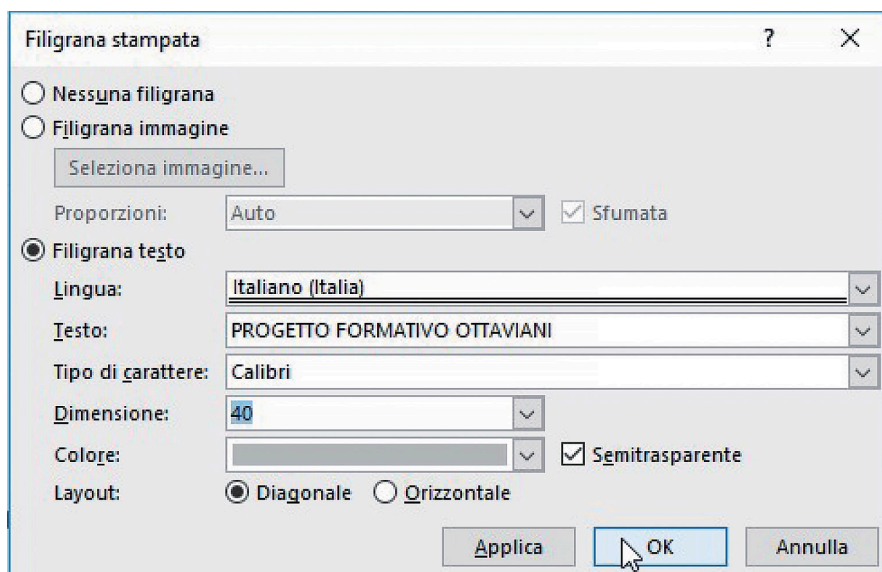 Filigrana stampata ?
Nessuna filigrana
Filigrana immagine
Seleziona immagine...
Proporzioni: Auto Sfumata
Filigrana testo
Lingua: Italiano (Italia)
Testo: PROGETTO FORMATIVO OTTAVIANI
Tipo di carattere: Calibri
Dimensione: 40
Colore: Semitrasparente
Layout: Diagonale Orizzontale
Applica OK Annulla